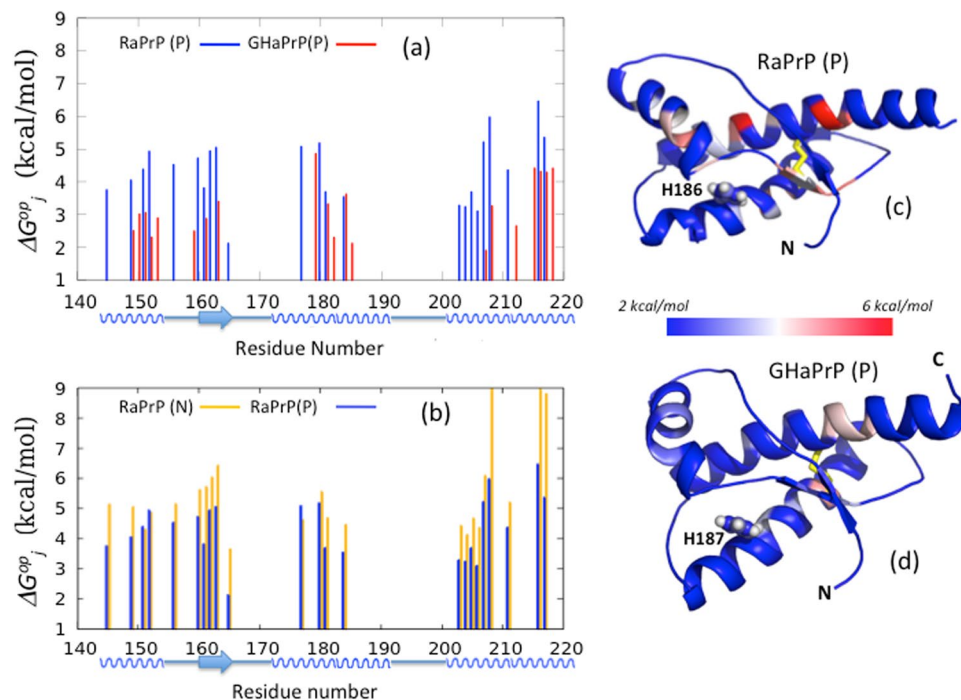 9
8
7
6
5
4
3
2
1
ΔG^op_j (kcal/mol)
RaPrP (P) GHaPrP(P)
(a)
140 150 160 170 180 190 200 210 220
Residue Number
9
8
7
6
5
4
3
2
1
ΔG^op_j (kcal/mol)
RaPrP (N) RaPrP(P)
(b)
140 150 160 170 180 190 200 210 220
Residue number
RaPrP (P)
H186
(c)
N
2 kcal/mol 6 kcal/mol
C
GHaPrP (P)
H187
(d)
N